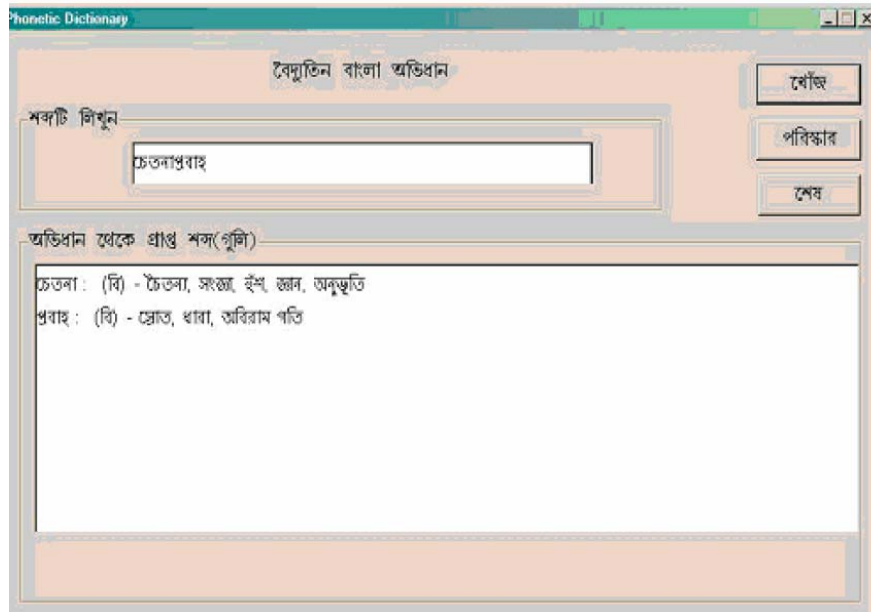 Phonetic Dictionary
বৈদ্যুতিন বাংলা অভিধান
খোঁজ
শব্দটি লিখুন
পরিস্কার
চেতনাপ্রবাহ
শেষ
অভিধান থেকে প্রাপ্ত শব্দ(গুলি)
চেতনা : (বি) - চৈতন্য, সংজ্ঞা, হুঁশ, জ্ঞান, অনুভূতি
প্রবাহ : (বি) - স্রোত, ধারা, অবিরাম গতি